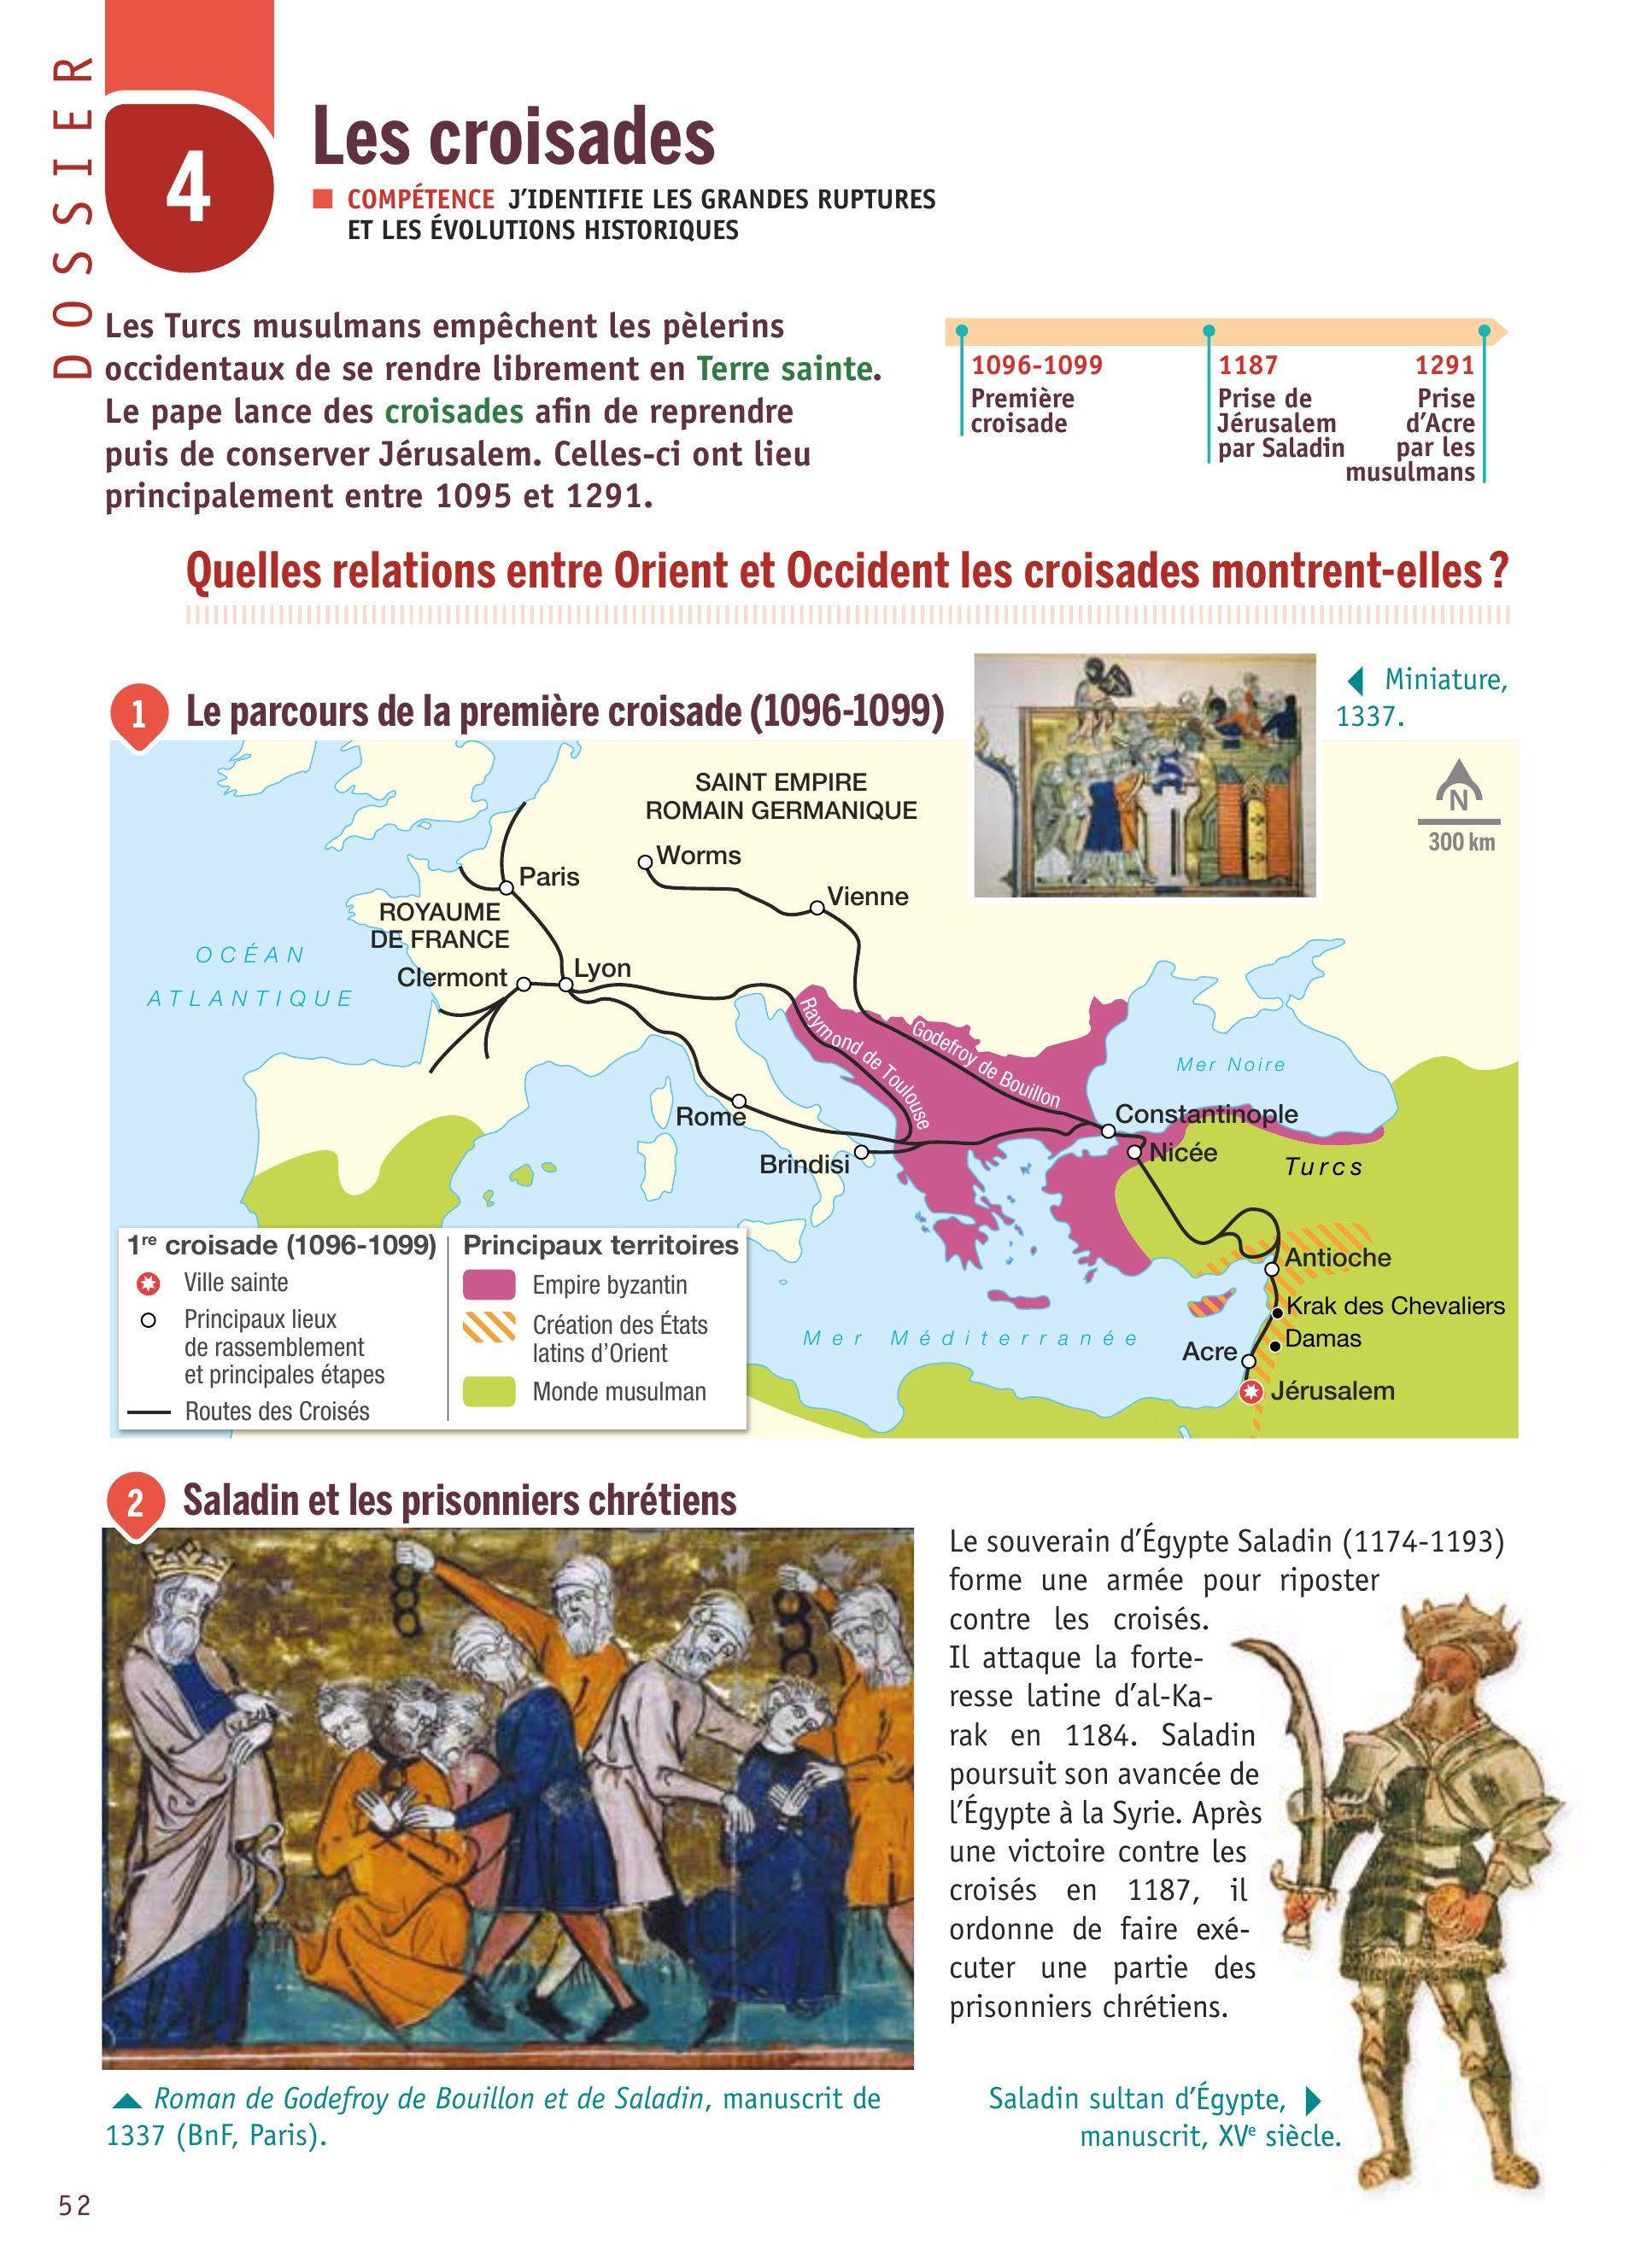 DOSSIER
4
Les croisades
COMPÉTENCE J'IDENTIFIE LES GRANDES RUPTURES
ET LES ÉVOLUTIONS HISTORIQUES
Les Turcs musulmans empêchent les pèlerins
occidentaux de se rendre librement en Terre sainte.
Le pape lance des croisades afin de reprendre
puis de conserver Jérusalem. Celles-ci ont lieu
principalement entre 1095 et 1291.
1096-1099
Première
croisade
1187
Prise de
Jérusalem
par Saladin
1291
Prise
d'Acre
par les
musulmans
Quelles relations entre Orient et Occident les croisades montrent-elles ?
1
Le parcours de la première croisade (1096-1099)
Miniature,
1337.
N
300 km
SAINT EMPIRE
ROMAIN GERMANIQUE
Worms
Vienne
Paris
ROYAUME
DE FRANCE
Clermont
Lyon
OCÉAN
ATLANTIQUE
Raymond de Toulouse
Godefroy de Bouillon
Mer Noire
Rome
Brindisi
Constantinople
Nicée
Turcs
Antioche
Krak des Chevaliers
Damas
Acre
Jérusalem
Mer Méditerranée
1re croisade (1096-1099)
Ville sainte
Principaux lieux
de rassemblement
et principales étapes
Routes des Croisés
Principaux territoires
Empire byzantin
Création des États
latins d'Orient
Monde musulman
2
Saladin et les prisonniers chrétiens
Le souverain d'Égypte Saladin (1174-1193)
forme une armée pour riposter
contre les croisés.
Il attaque la forte-
resse latine d'al-Ka-
rak en 1184. Saladin
poursuit son avancée de
l'Égypte à la Syrie. Après
une victoire contre les
croisés en 1187, il
ordonne de faire exé-
cuter une partie des
prisonniers chrétiens.
Roman de Godefroy de Bouillon et de Saladin, manuscrit de
1337 (BnF, Paris).
Saladin sultan d'Égypte,
manuscrit, XVe siècle.
52